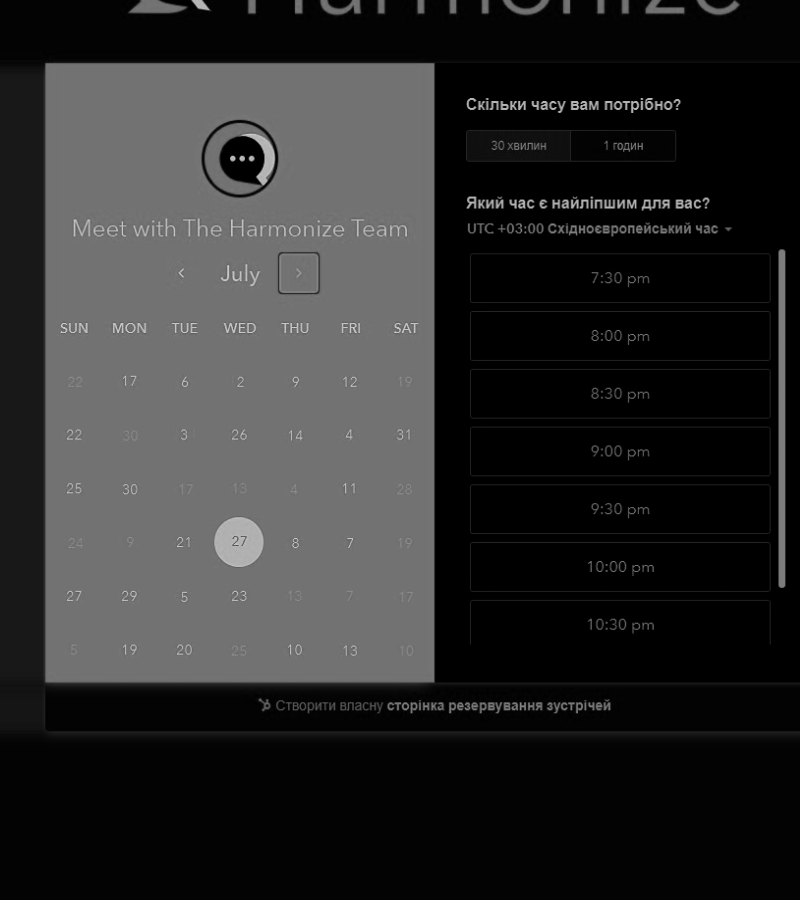 Harmonize
Meet with The Harmonize Team
July
SUN MON TUE WED THU FRI SAT
22 17 6 2 9 12 19
22 30 3 26 14 4 31
25 30 17 13 4 11 28
24 9 21 27 8 7 19
27 29 5 23 13 7 17
5 19 20 25 10 13 10
Скільки часу вам потрібно?
30 хвилин 1 годин
Який час є найліпшим для вас?
UTC +03:00 Східноєвропейський час
7:30 pm
8:00 pm
8:30 pm
9:00 pm
9:30 pm
10:00 pm
10:30 pm
Створити власну сторінка резервування зустрічей